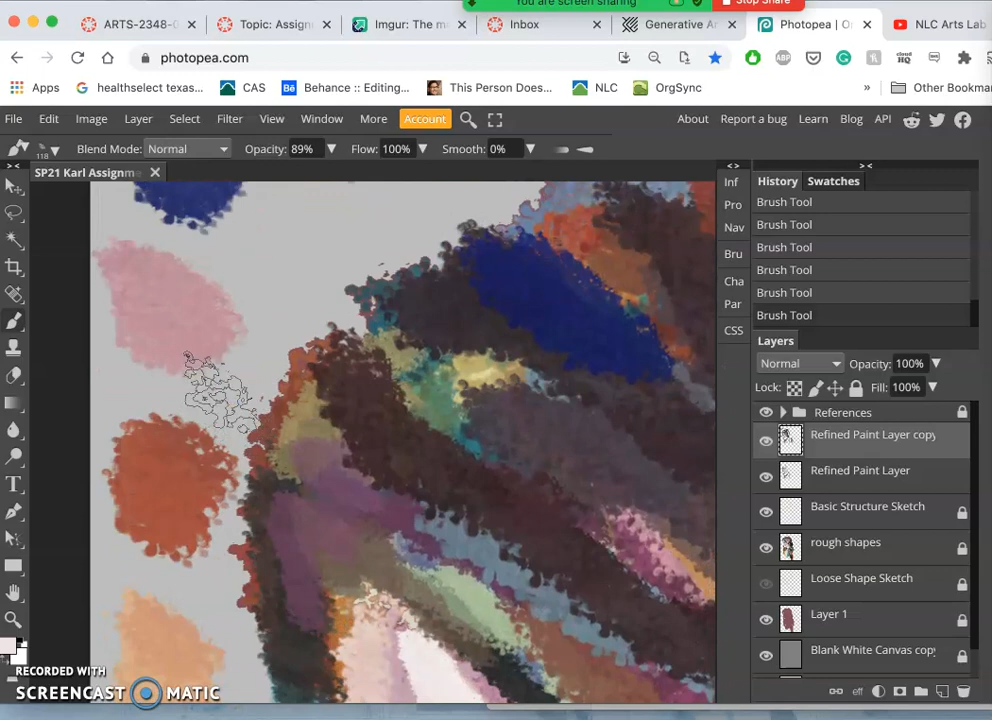 You are screen sharing
Stop Share
ARTS-2348-0
Topic: Assignm
Imgur: The m
Inbox
Generative A
Photopea | O
NLC Arts Lab
photopea.com
Apps
healthselect texas...
CAS
Behance :: Editing...
This Person Does...
NLC
OrgSync
»
Other Bookmar
File Edit Image Layer Select Filter View Window More Account
About Report a bug Learn Blog API
118
Blend Mode: Normal
Opacity: 89%
Flow: 100%
Smooth: 0%
SP21 Karl Assignm
Inf
Pro
Nav
Bru
Cha
Par
CSS
History Swatches
Brush Tool
Brush Tool
Brush Tool
Brush Tool
Brush Tool
Brush Tool
Layers
Normal
Opacity: 100%
Lock:
Fill: 100%
References
Refined Paint Layer copy
Refined Paint Layer
Basic Structure Sketch
rough shapes
Loose Shape Sketch
Layer 1
Blank White Canvas copy
eff
RECORDED WITH
SCREENCAST MATIC